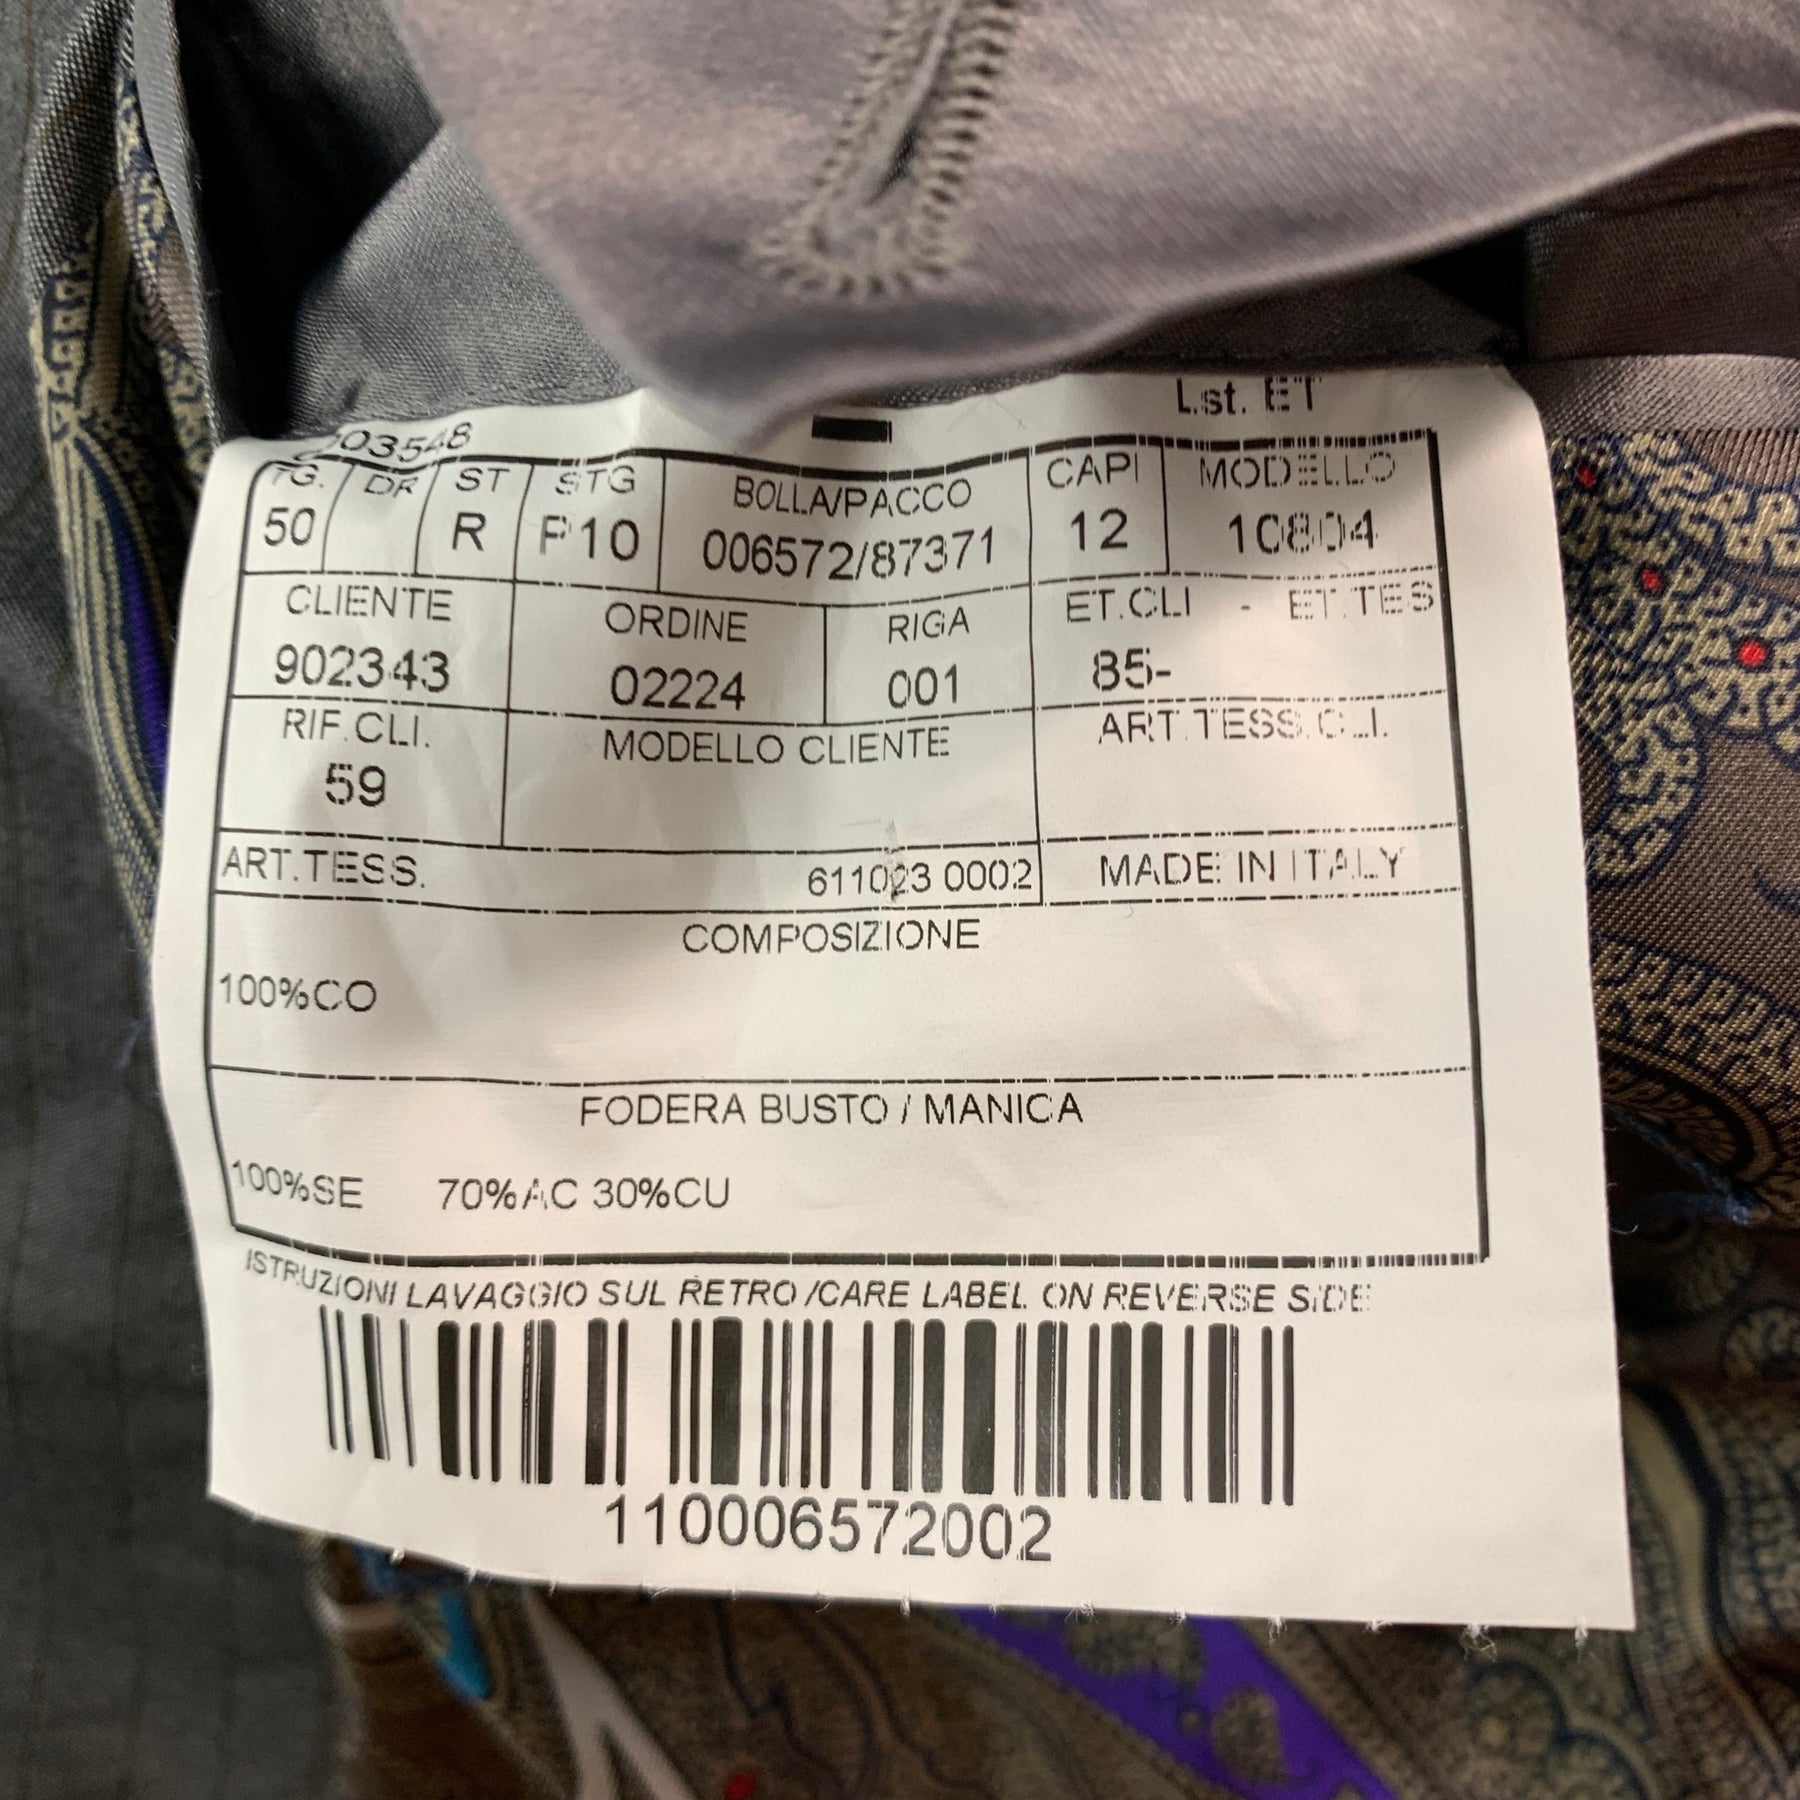 L.st. ET
03548
TG. DR ST STG BOLLA/PACCO CAPI MODELLO
50 R P10 006572/87371 12 10804
CLIENTE ORDINE RIGA ET.CLI - ET.TES
902343 02224 001 85-
RIF.CLI. MODELLO CLIENTE ART.TESS.CLI.
59
ART.TESS. 611023 0002 MADE IN ITALY
COMPOSIZIONE
100%CO
FODERA BUSTO / MANICA
100%SE 70%AC 30%CU
ISTRUZIONI LAVAGGIO SUL RETRO /CARE LABEL ON REVERSE SIDE
110006572002